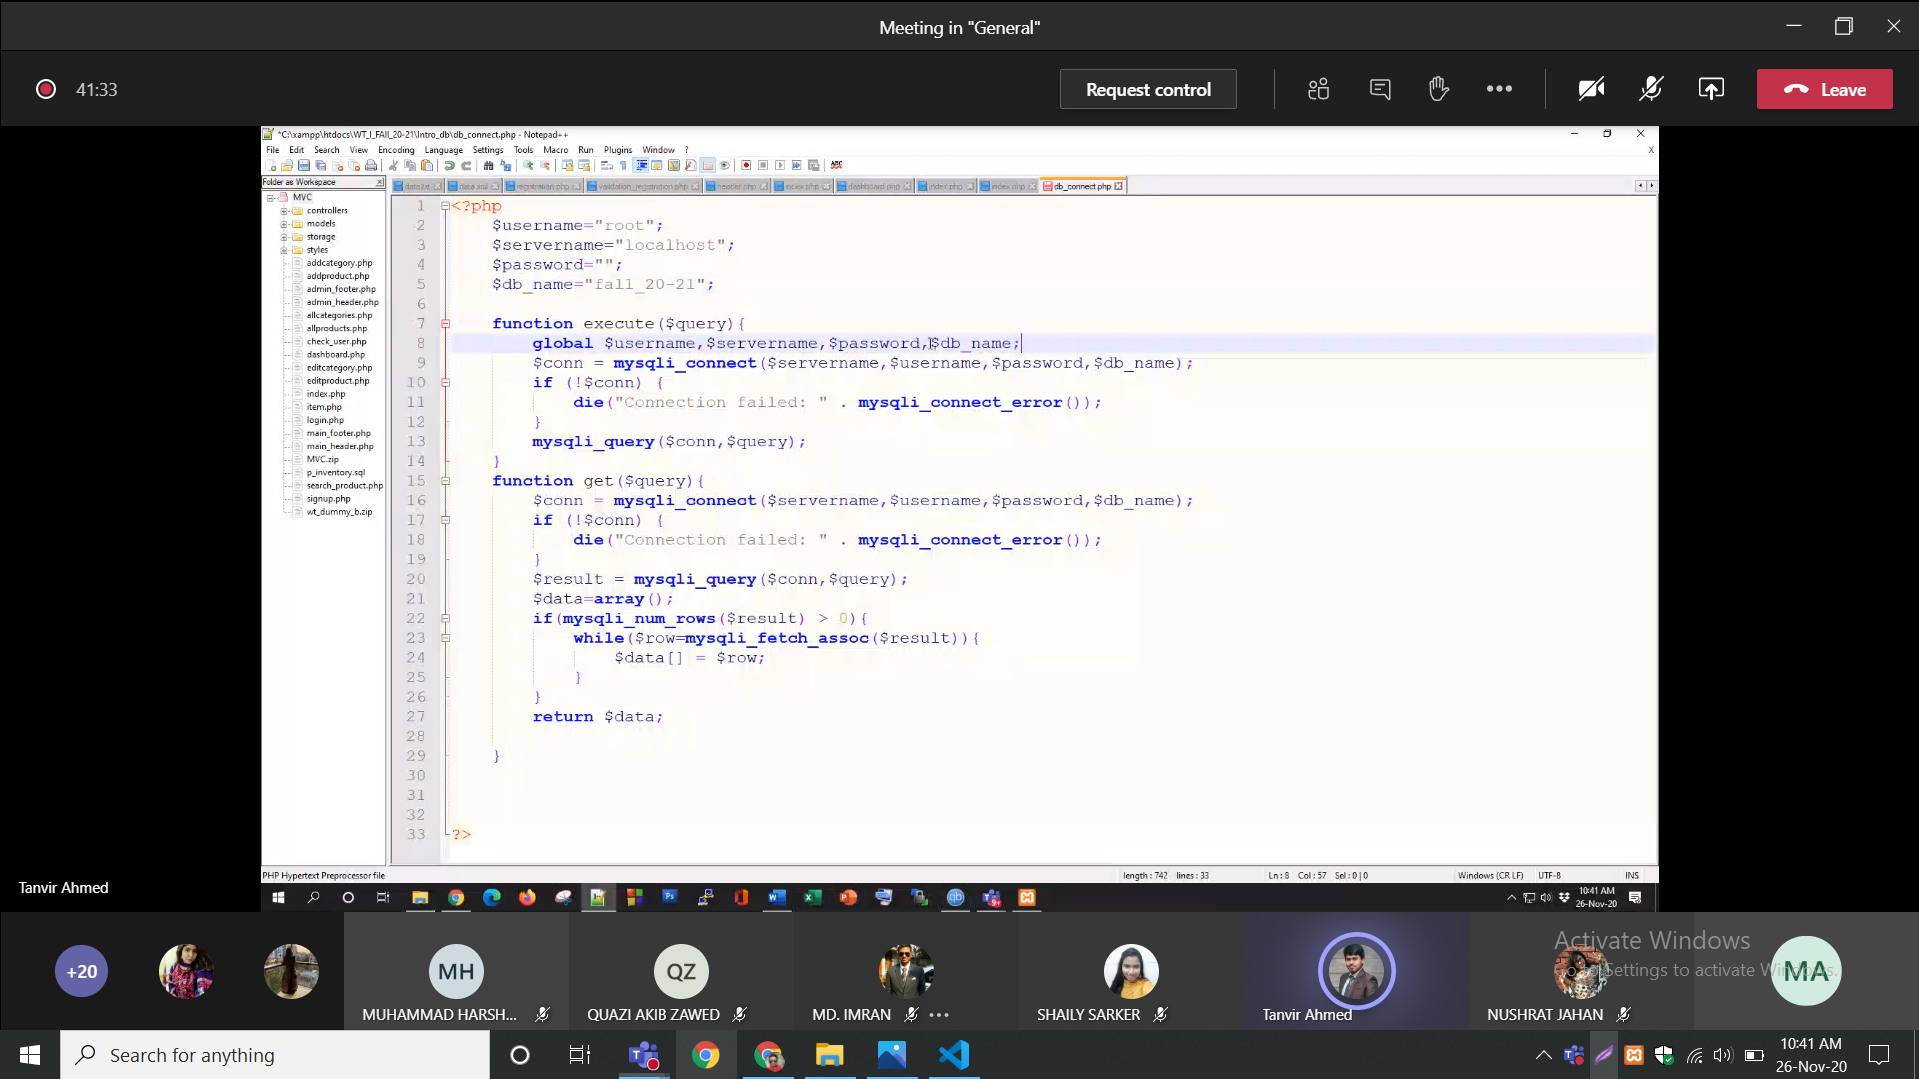 Meeting in "General"
41:33
Request control
Leave
*C:\xampp\htdocs\WT_I_FAll_20-21\Intro_db\db_connect.php - Notepad++
File Edit Search View Encoding Language Settings Tools Macro Run Plugins Window ?
X
Folder as Workspace
data.txt data.xml registration.php validation_registration.php header.php index.php dashboard.php index.php index.php db_connect.php
MVC
controllers
models
storage
styles
addcategory.php
addproduct.php
admin_footer.php
admin_header.php
allcategories.php
allproducts.php
check_user.php
dashboard.php
editcategory.php
editproduct.php
index.php
item.php
login.php
main_footer.php
main_header.php
MVC.zip
p_inventory.sql
search_product.php
signup.php
wt_dummy_b.zip
1 <?php
2 $username="root";
3 $servername="localhost";
4 $password="";
5 $db_name="fall_20-21";
6
7 function execute($query){
8 global $username,$servername,$password,$db_name;
9 $conn = mysqli_connect($servername,$username,$password,$db_name);
10 if (!$conn) {
11 die("Connection failed: " . mysqli_connect_error());
12 }
13 mysqli_query($conn,$query);
14 }
15 function get($query){
16 $conn = mysqli_connect($servername,$username,$password,$db_name);
17 if (!$conn) {
18 die("Connection failed: " . mysqli_connect_error());
19 }
20 $result = mysqli_query($conn,$query);
21 $data=array();
22 if(mysqli_num_rows($result) > 0){
23 while($row=mysqli_fetch_assoc($result)){
24 $data[] = $row;
25 }
26 }
27 return $data;
28
29 }
30
31
32
33 ?>
PHP Hypertext Preprocessor file length : 742 lines : 33 Ln : 8 Col : 57 Sel : 0 | 0 Windows (CR LF) UTF-8 INS
10:41 AM
26-Nov-20
Tanvir Ahmed
+20
MH
MUHAMMAD HARSH...
QZ
QUAZI AKIB ZAWED
MD. IMRAN
SHAILY SARKER
Tanvir Ahmed
NUSHRAT JAHAN
MA
Activate Windows
Go to Settings to activate Windows.
Search for anything
10:41 AM
26-Nov-20